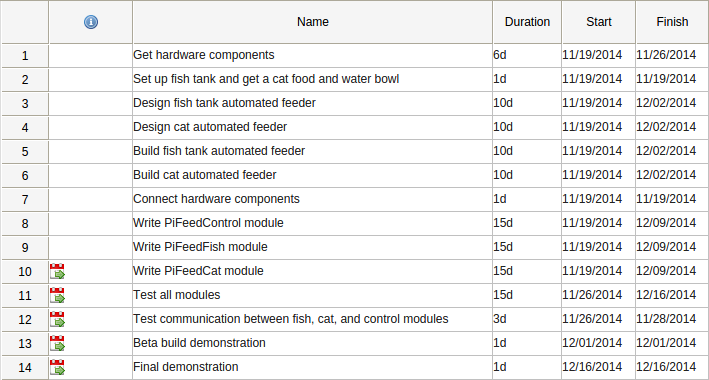 Name Duration Start Finish
1 Get hardware components 6d 11/19/2014 11/26/2014
2 Set up fish tank and get a cat food and water bowl 1d 11/19/2014 11/19/2014
3 Design fish tank automated feeder 10d 11/19/2014 12/02/2014
4 Design cat automated feeder 10d 11/19/2014 12/02/2014
5 Build fish tank automated feeder 10d 11/19/2014 12/02/2014
6 Build cat automated feeder 10d 11/19/2014 12/02/2014
7 Connect hardware components 1d 11/19/2014 11/19/2014
8 Write PiFeedControl module 15d 11/19/2014 12/09/2014
9 Write PiFeedFish module 15d 11/19/2014 12/09/2014
10 Write PiFeedCat module 15d 11/19/2014 12/09/2014
11 Test all modules 15d 11/26/2014 12/16/2014
12 Test communication between fish, cat, and control modules 3d 11/26/2014 11/28/2014
13 Beta build demonstration 1d 12/01/2014 12/01/2014
14 Final demonstration 1d 12/16/2014 12/16/2014